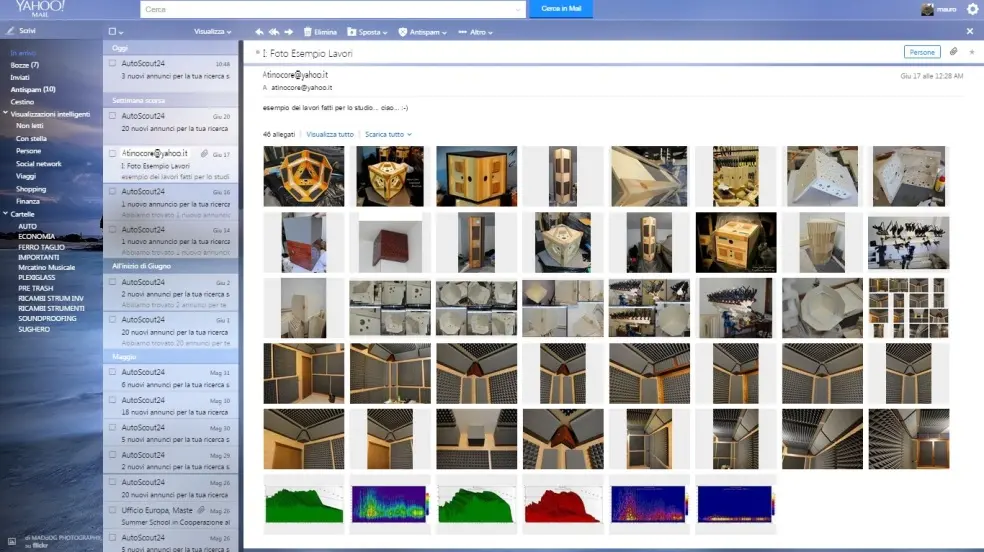 YAHOO!
MAIL
Cerca
Cerca in Mail
mauro
Scrivi
Visualizza
Elimina
Sposta
Antispam
Altro
In arrivo
Bozze (7)
Inviati
Antispam (10)
Cestino
Visualizzazioni intelligenti
Non letti
Con stella
Persone
Social network
Viaggi
Shopping
Finanza
Cartelle
AUTO
ECONOMIA
FERRO TAGLIO
IMPORTANTI
Mrcatino Musicale
PLEXIGLASS
PRE TRASH
RICAMBI STRUM INV
RICAMBI STRUMENTI
SOUNDPROOFING
SUGHERO
di MAEsoG PHOTOGRAPHY
su flickr
Oggi
AutoScout24 10:46
3 nuovi annunci per la tua ricerca s
Settimana scorsa
AutoScout24 Giu 20
20 nuovi annunci per la tua ricerca
Atinocore@yahoo.it Giu 17
I: Foto Esempio Lavori
esempio dei lavori fatti per lo studi
AutoScout24 Giu 16
1 nuovo annuncio per la tua ricerca
Abbiamo trovato 1 nuovo annuncio
AutoScout24 Giu 14
1 nuovo annuncio per la tua ricerca
Abbiamo trovato 1 nuovo annuncio
All'inizio di Giugno
AutoScout24 Giu 2
2 nuovi annunci per la tua ricerca s
Abbiamo trovato 2 annunci per te
AutoScout24 Giu 1
20 nuovi annunci per la tua ricerca
Abbiamo trovato 20 annunci per te
Maggio
AutoScout24 Mag 31
6 nuovi annunci per la tua ricerca s
AutoScout24 Mag 30
18 nuovi annunci per la tua ricerca
AutoScout24 Mag 30
5 nuovi annunci per la tua ricerca s
AutoScout24 Mag 29
2 nuovi annunci per la tua ricerca s
AutoScout24 Mag 26
20 nuovi annunci per la tua ricerca
Ufficio Europa, Maste Mag 26
Summer School in Cooperazione al
AutoScout24 Mag 26
5 nuovi annunci per la tua ricerca s
I: Foto Esempio Lavori
Persone
Atinocore@yahoo.it
Giu 17 alle 12:28 AM
A atinocore@yahoo.it
esempio dei lavori fatti per lo studio... ciao... :-)
46 allegati
Visualizza tutto
Scarica tutto